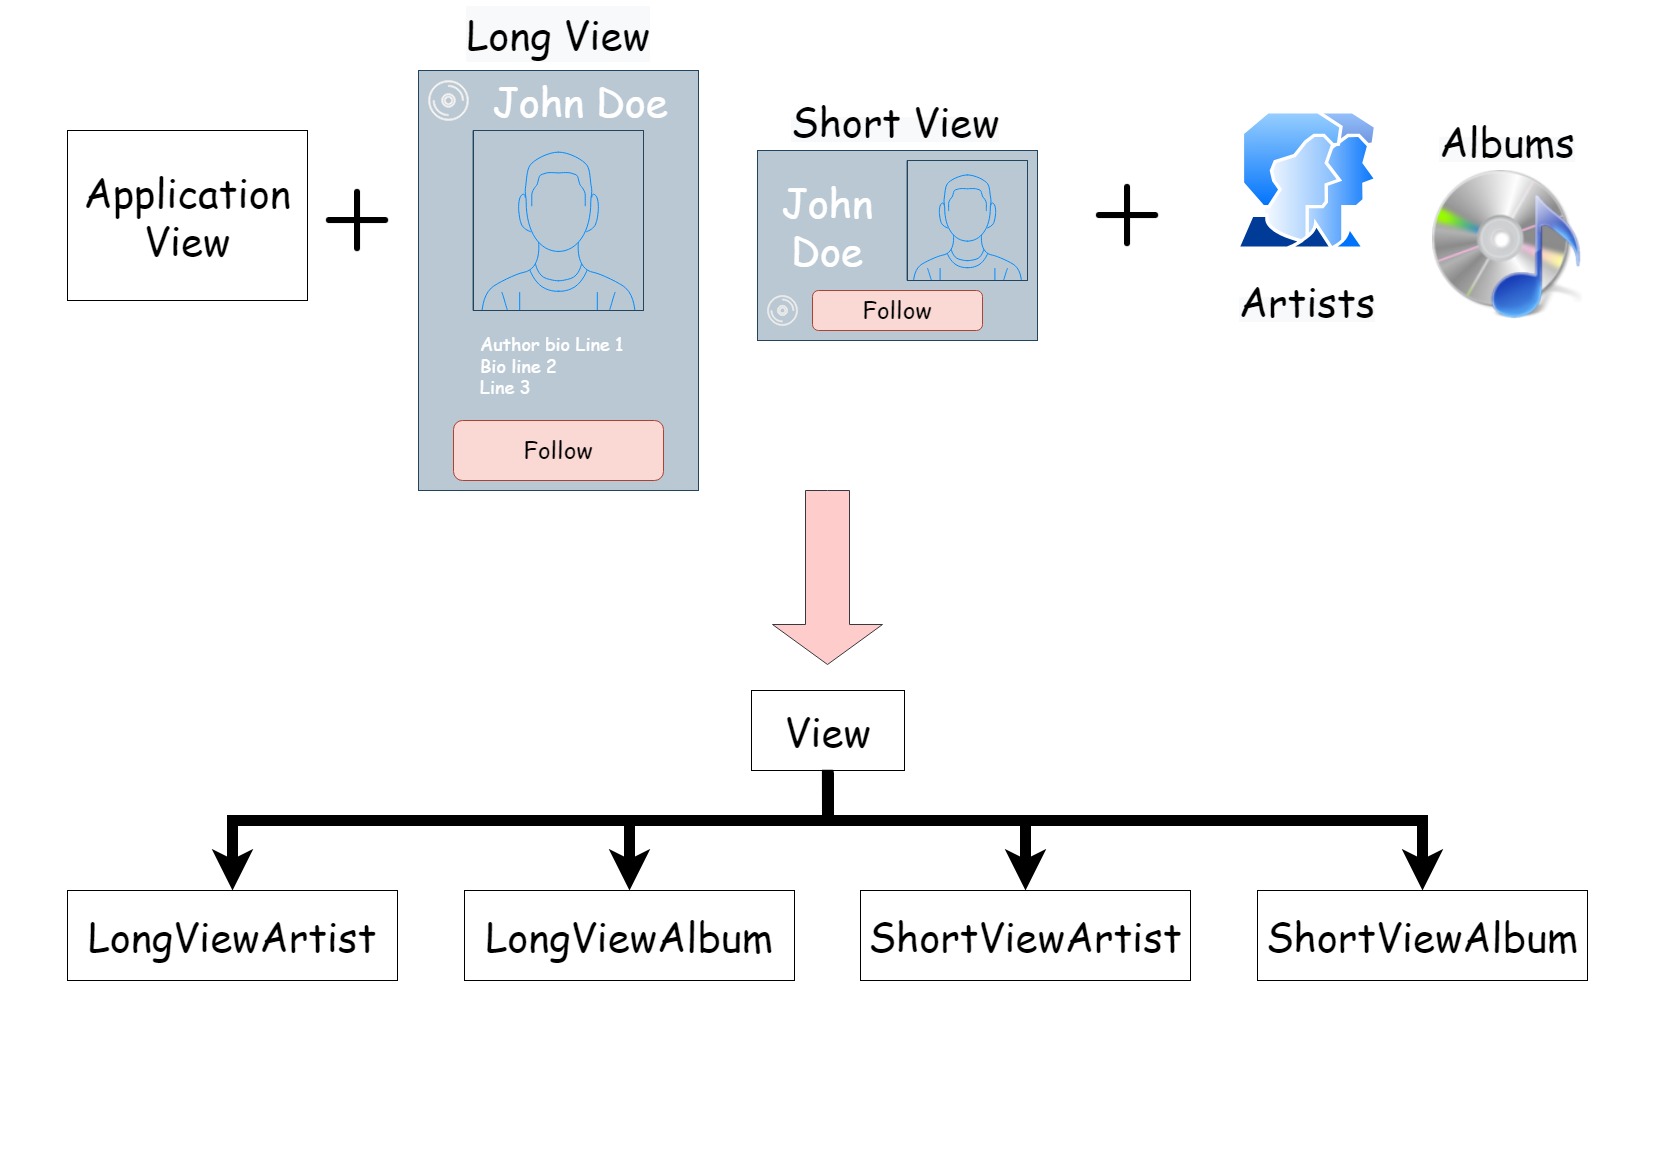 Long View
John Doe
Author bio Line 1
Bio line 2
Line 3
Follow
Application
View
Short View
John
Doe
Follow
Artists
Albums
View
LongViewArtist
LongViewAlbum
ShortViewArtist
ShortViewAlbum